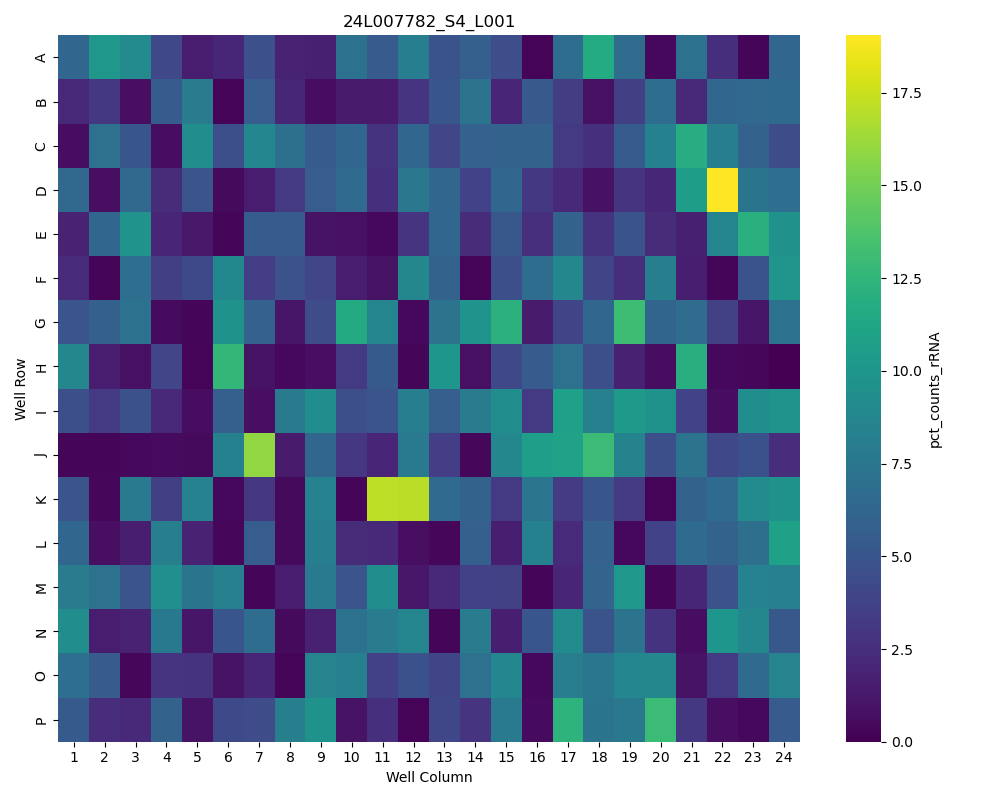 24L007782_S4_L001
Well Row
A
B
C
D
E
F
G
H
I
J
K
L
M
N
O
P
1 2 3 4 5 6 7 8 9 10 11 12 13 14 15 16 17 18 19 20 21 22 23 24
Well Column
17.5
15.0
12.5
10.0
7.5
5.0
2.5
0.0
pct_counts_rRNA